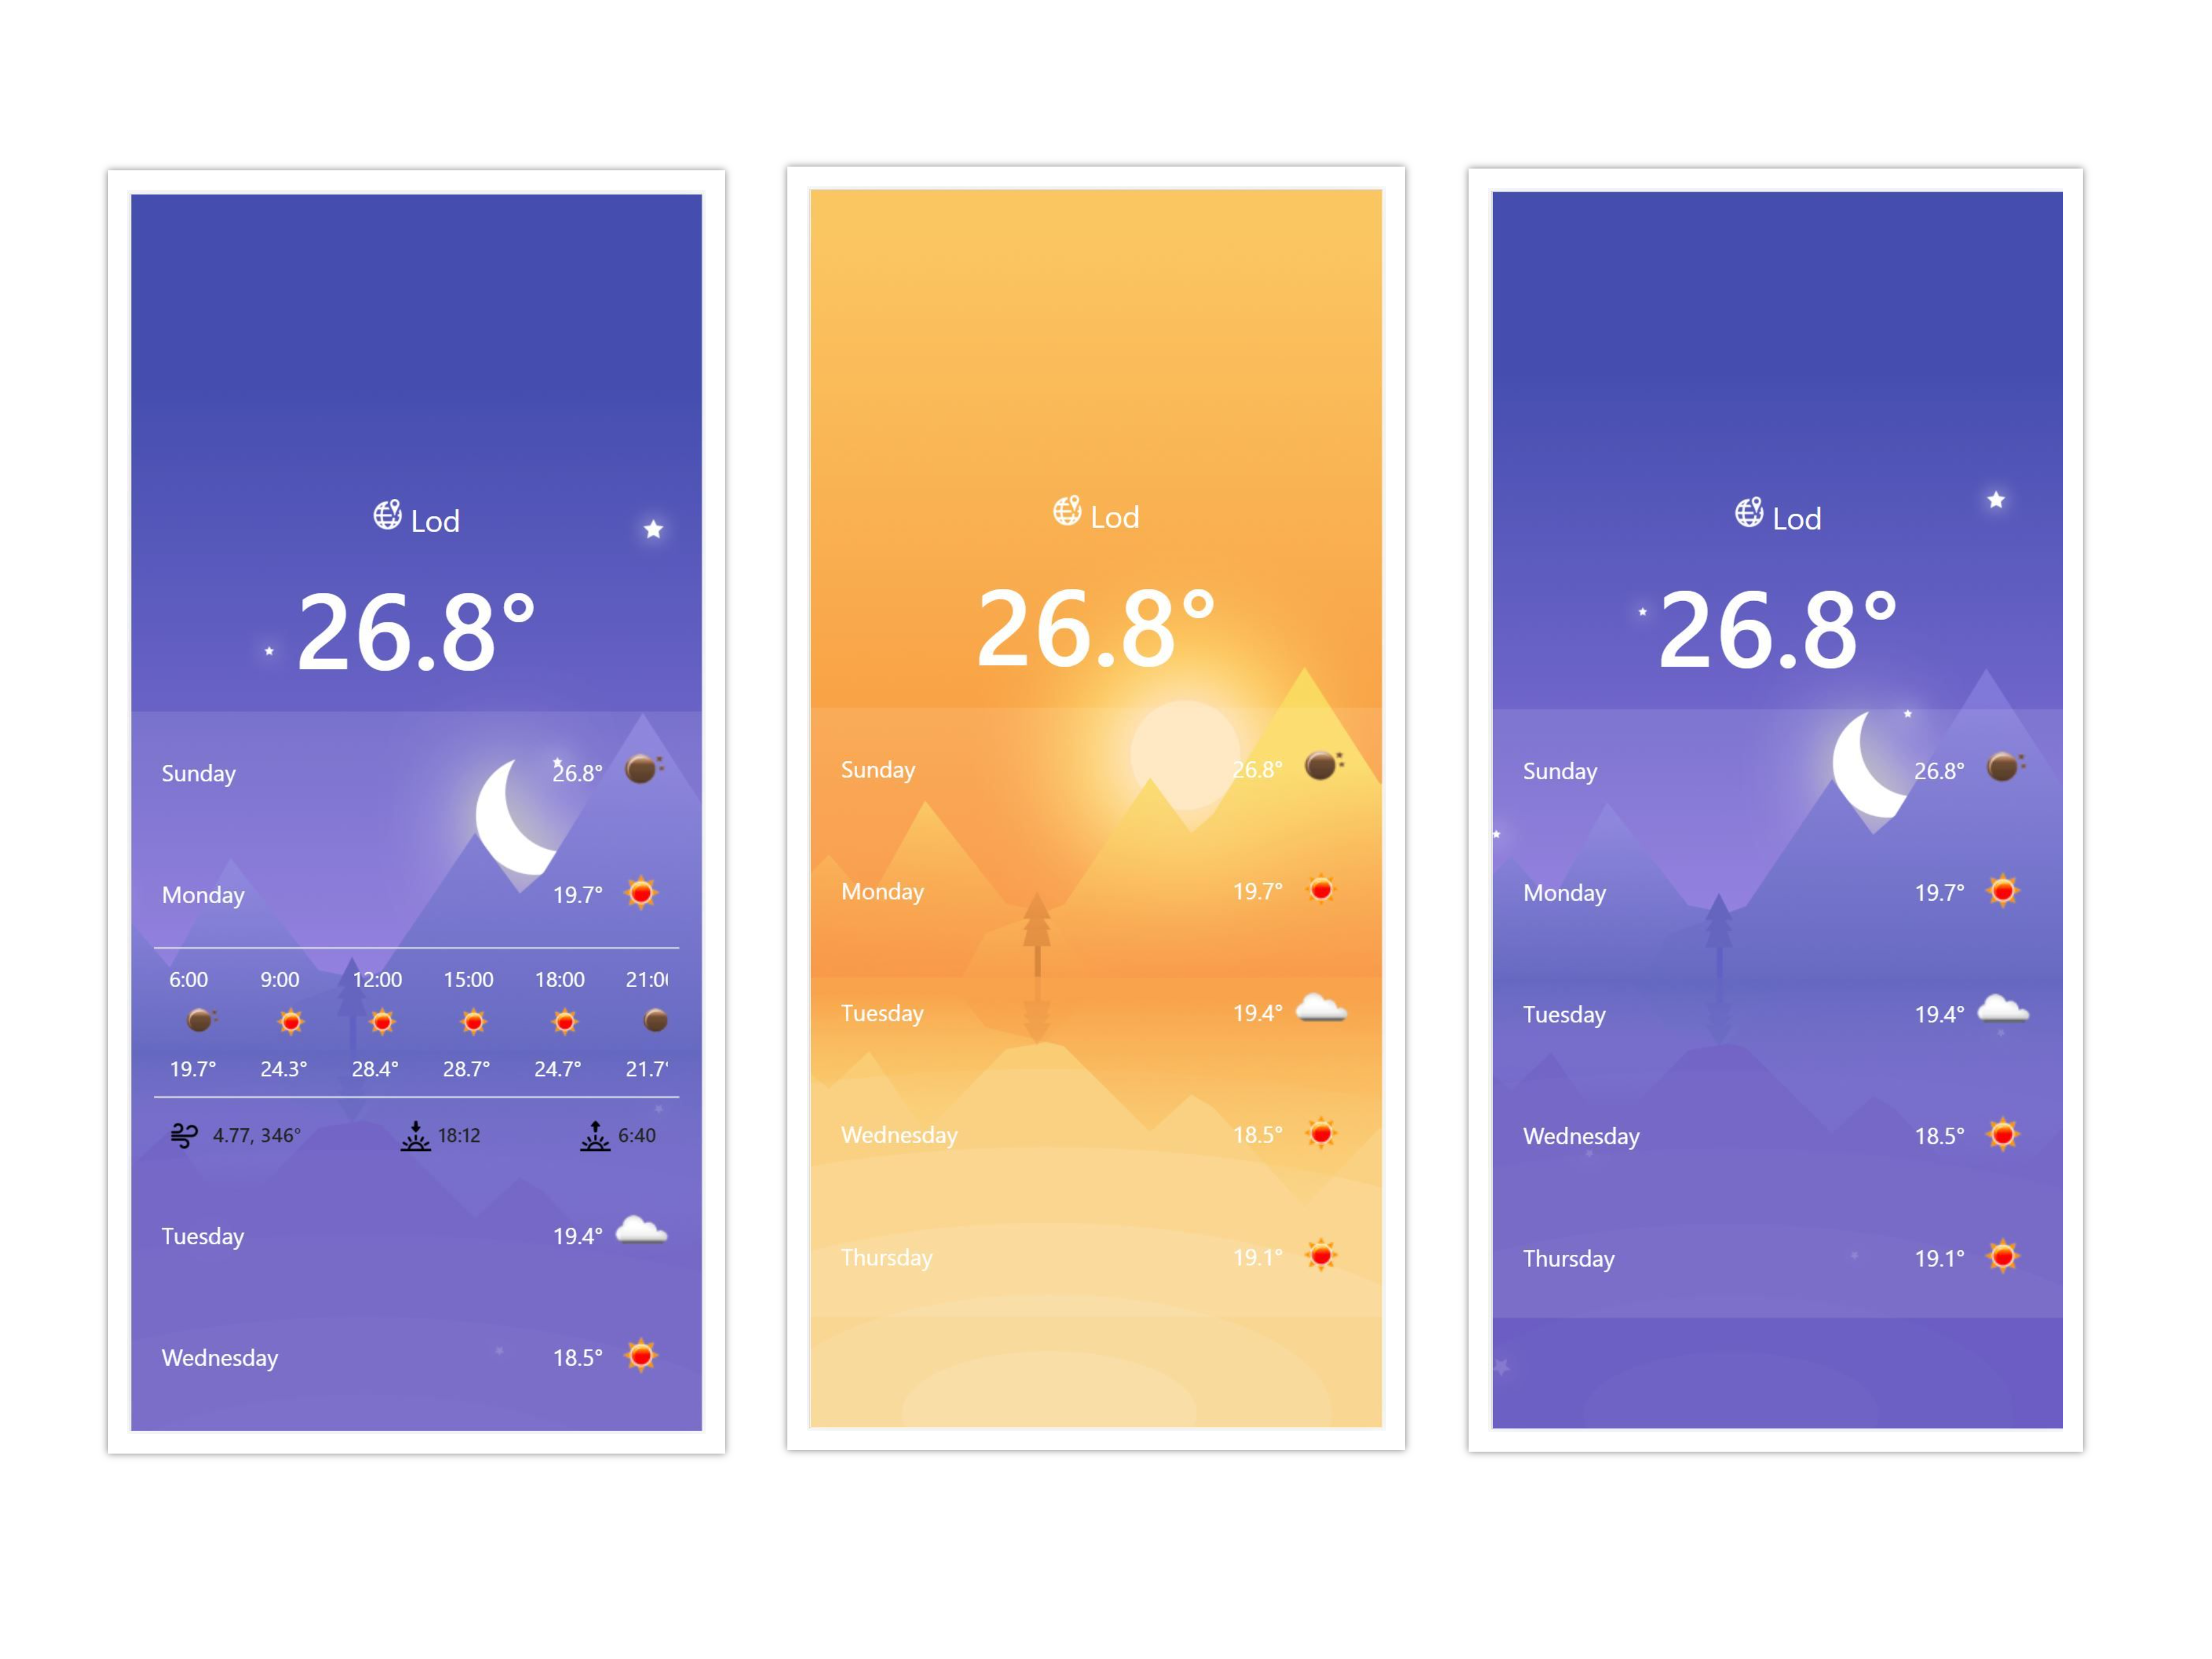 Lod
26.8°
Sunday 26.8°
Monday 19.7°
6:00 9:00 12:00 15:00 18:00 21:00
19.7° 24.3° 28.4° 28.7° 24.7° 21.7°
4.77, 346° 18:12 6:40
Tuesday 19.4°
Wednesday 18.5°
Lod
26.8°
Sunday 26.8°
Monday 19.7°
Tuesday 19.4°
Wednesday 18.5°
Thursday 19.1°
Lod
26.8°
Sunday 26.8°
Monday 19.7°
Tuesday 19.4°
Wednesday 18.5°
Thursday 19.1°